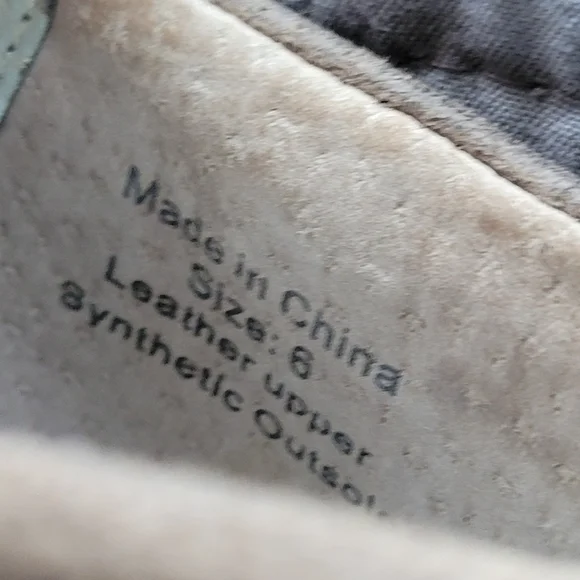 Made in China
Size: 6
Leather upper
Synthetic